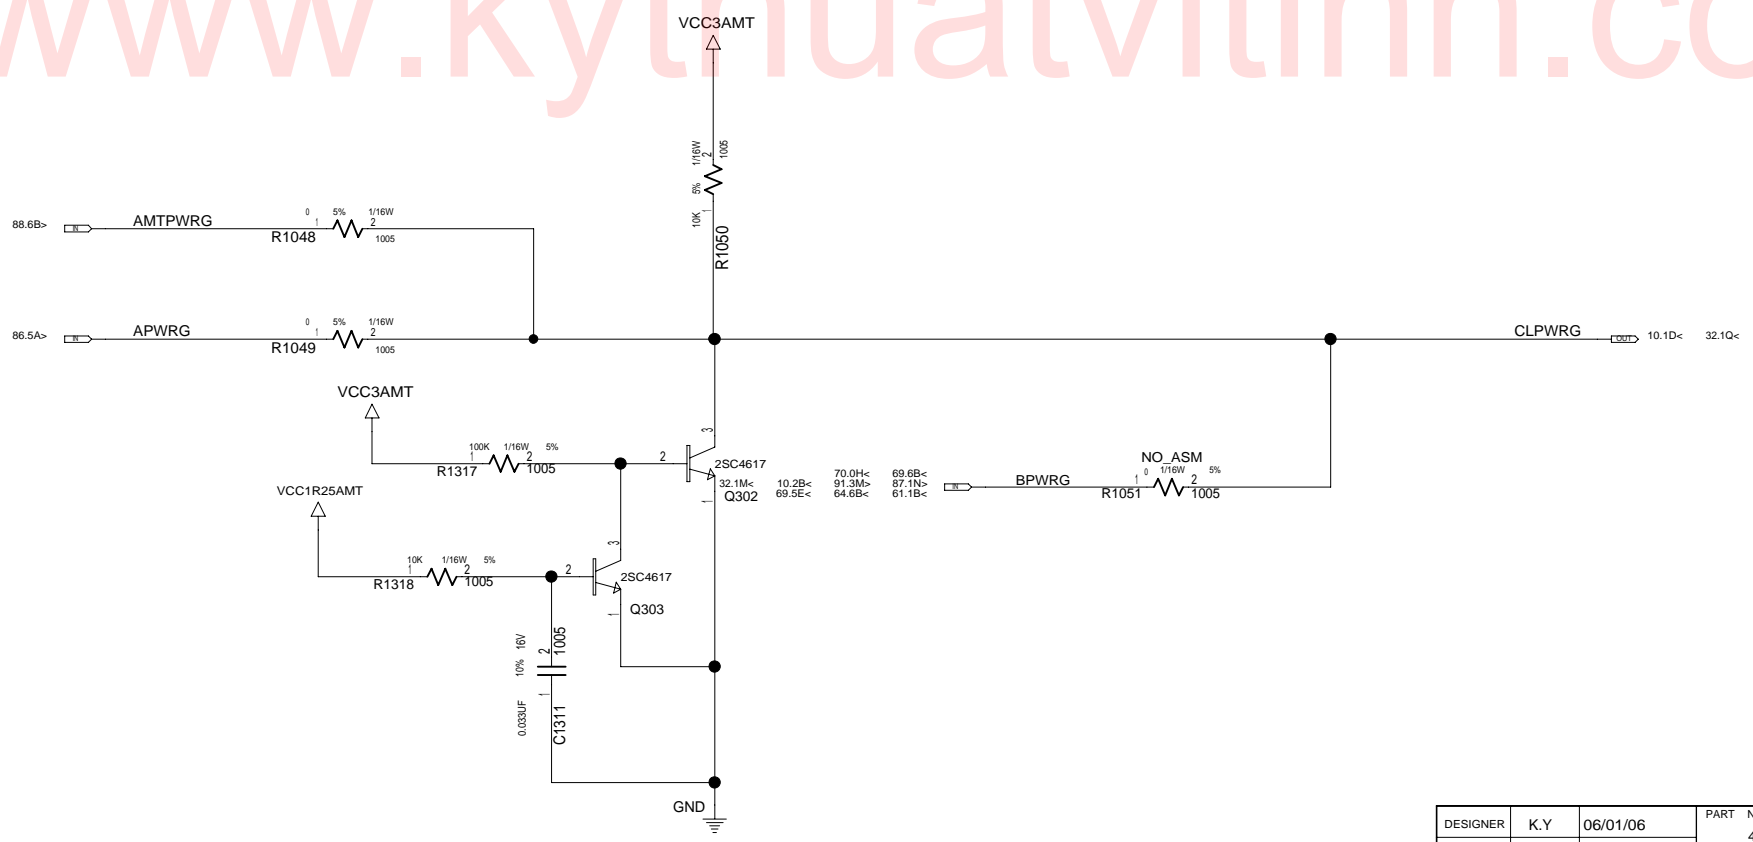 www.kythuatvitinh.co
VCC3AMT
1/16W
2
1005
5%
10K
1
R1050
88.6B>
IN
AMTPWRG
0
5%
1/16W
1
2
R1048
1005
86.5A>
IN
APWRG
0
5%
1/16W
1
2
R1049
1005
CLPWRG
OUT
10.1D<
32.1Q<
VCC3AMT
100K
1/16W
5%
1
2
R1317
1005
2
3
2SC4617
1
Q302
32.1M<
10.2B<
69.5E<
70.0H<
91.3M>
64.6B<
69.6B<
87.1N>
61.1B<
IN
BPWRG
NO_ASM
0
1/16W
5%
1
2
R1051
1005
VCC1R25AMT
10K
1/16W
5%
1
2
R1318
1005
2
3
2SC4617
1
Q303
16V
10%
0.033UF
2
1005
1
C1311
GND
DESIGNER
K.Y
06/01/06
PART N